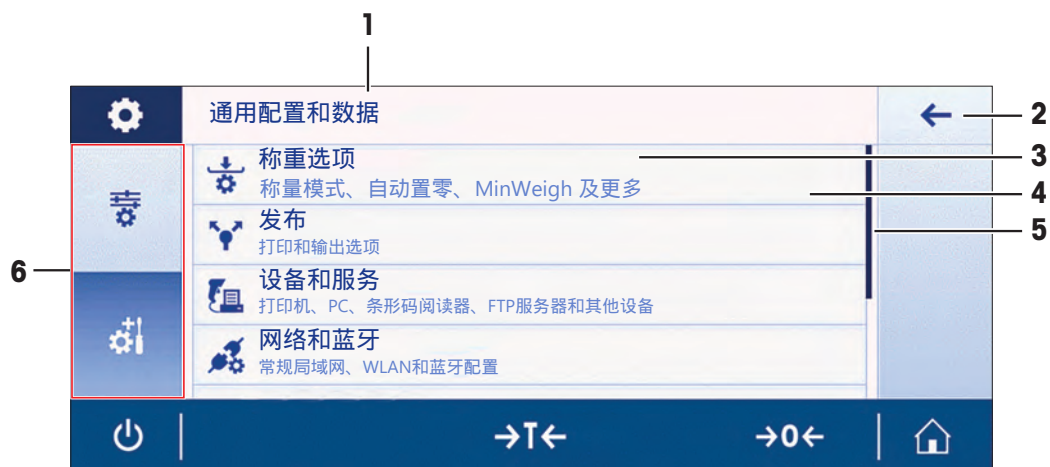 1
通用配置和数据
2
称重选项
3
称量模式、自动置零、MinWeigh 及更多
4
发布
5
打印和输出选项
6
设备和服务
打印机、PC、条形码阅读器、FTP服务器和其他设备
网络和蓝牙
常规局域网、WLAN和蓝牙配置
→T←
→0←